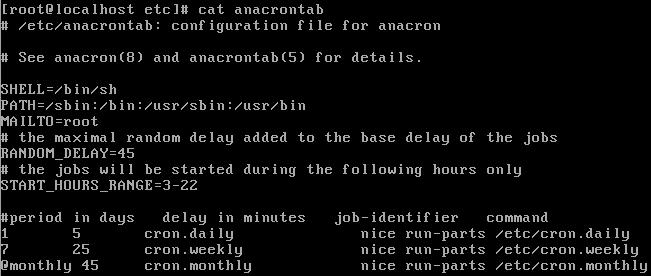 [root@localhost etc]# cat anacrontab
# /etc/anacrontab: configuration file for anacron
# See anacron(8) and anacrontab(5) for details.
SHELL=/bin/sh
PATH=/sbin:/bin:/usr/sbin:/usr/bin
MAILTO=root
# the maximal random delay added to the base delay of the jobs
RANDOM_DELAY=45
# the jobs will be started during the following hours only
START_HOURS_RANGE=3-22
#period in days   delay in minutes   job-identifier   command
1       5       cron.daily              nice run-parts /etc/cron.daily
7       25      cron.weekly             nice run-parts /etc/cron.weekly
@monthly 45     cron.monthly            nice run-parts /etc/cron.monthly